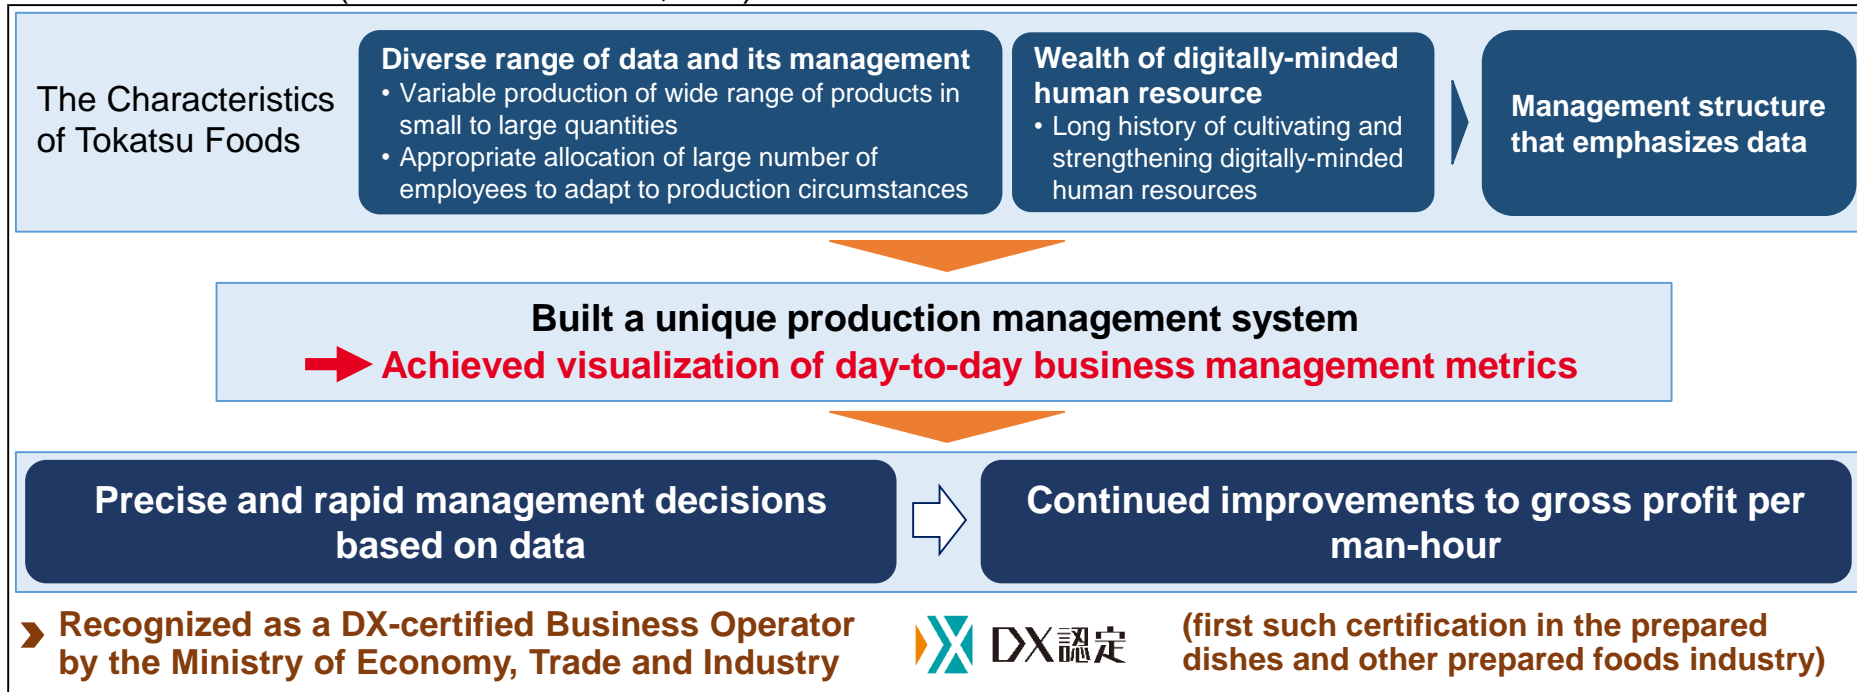 The Characteristics
of Tokatsu Foods
Diverse range of data and its management
• Variable production of wide range of products in
small to large quantities
• Appropriate allocation of large number of
employees to adapt to production circumstances
Wealth of digitally-minded
human resource
• Long history of cultivating and
strengthening digitally-minded
human resources
Management structure
that emphasizes data
Built a unique production management system
Achieved visualization of day-to-day business management metrics
Precise and rapid management decisions
based on data
Continued improvements to gross profit per
man-hour
Recognized as a DX-certified Business Operator
by the Ministry of Economy, Trade and Industry
DX認定
(first such certification in the prepared
dishes and other prepared foods industry)